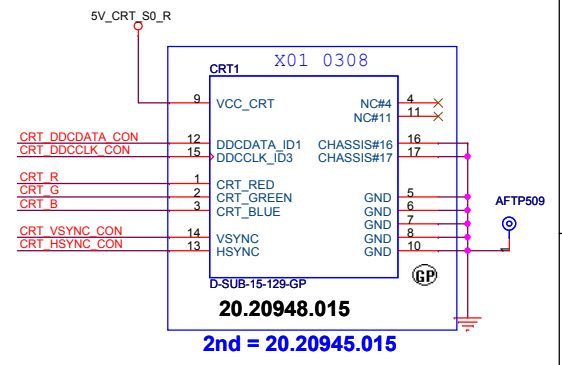 5V_CRT_S0_R
X01 0308
CRT1
9 VCC_CRT NC#4 4
NC#11 11
CRT_DDCDATA_CON 12 DDCDATA_ID1 CHASSIS#16 16
CRT_DDCCLK_CON 15 DDCCLK_ID3 CHASSIS#17 17
CRT_R 1 CRT_RED
CRT_G 2 CRT_GREEN GND 5
CRT_B 3 CRT_BLUE GND 6
GND 7
CRT_VSYNC_CON 14 VSYNC GND 8
CRT_HSYNC_CON 13 HSYNC GND 10
AFTP509
1
D-SUB-15-129-GP
GP
20.20948.015
2nd = 20.20945.015